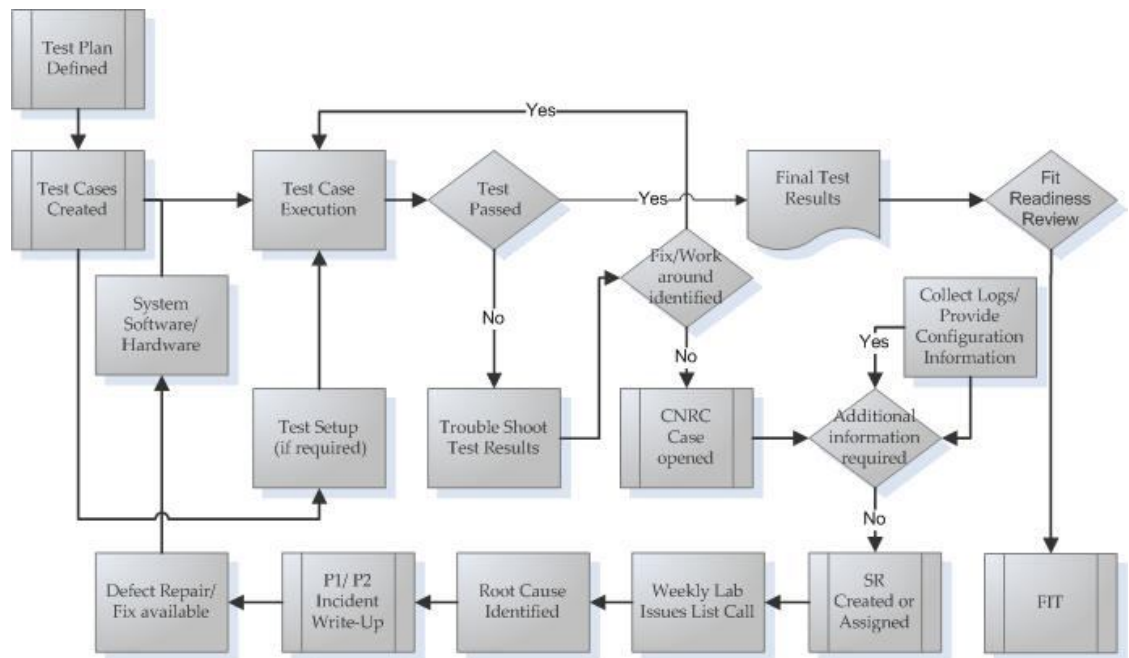 Test Plan
Defined
Yes
Test Cases
Created
Test Case
Execution
Test
Passed
Yes
Final Test
Results
Fit
Readiness
Review
System
Software/
Hardware
No
Fix/Work
around
identified
No
Yes
Collect Logs/
Provide
Configuration
Information
Test Setup
(if required)
Trouble Shoot
Test Results
CNRC
Case
opened
Additional
information
required
No
Defect Repair/
Fix available
P1/ P2
Incident
Write-Up
Root Cause
Identified
Weekly Lab
Issues List Call
SR
Created or
Assigned
FIT